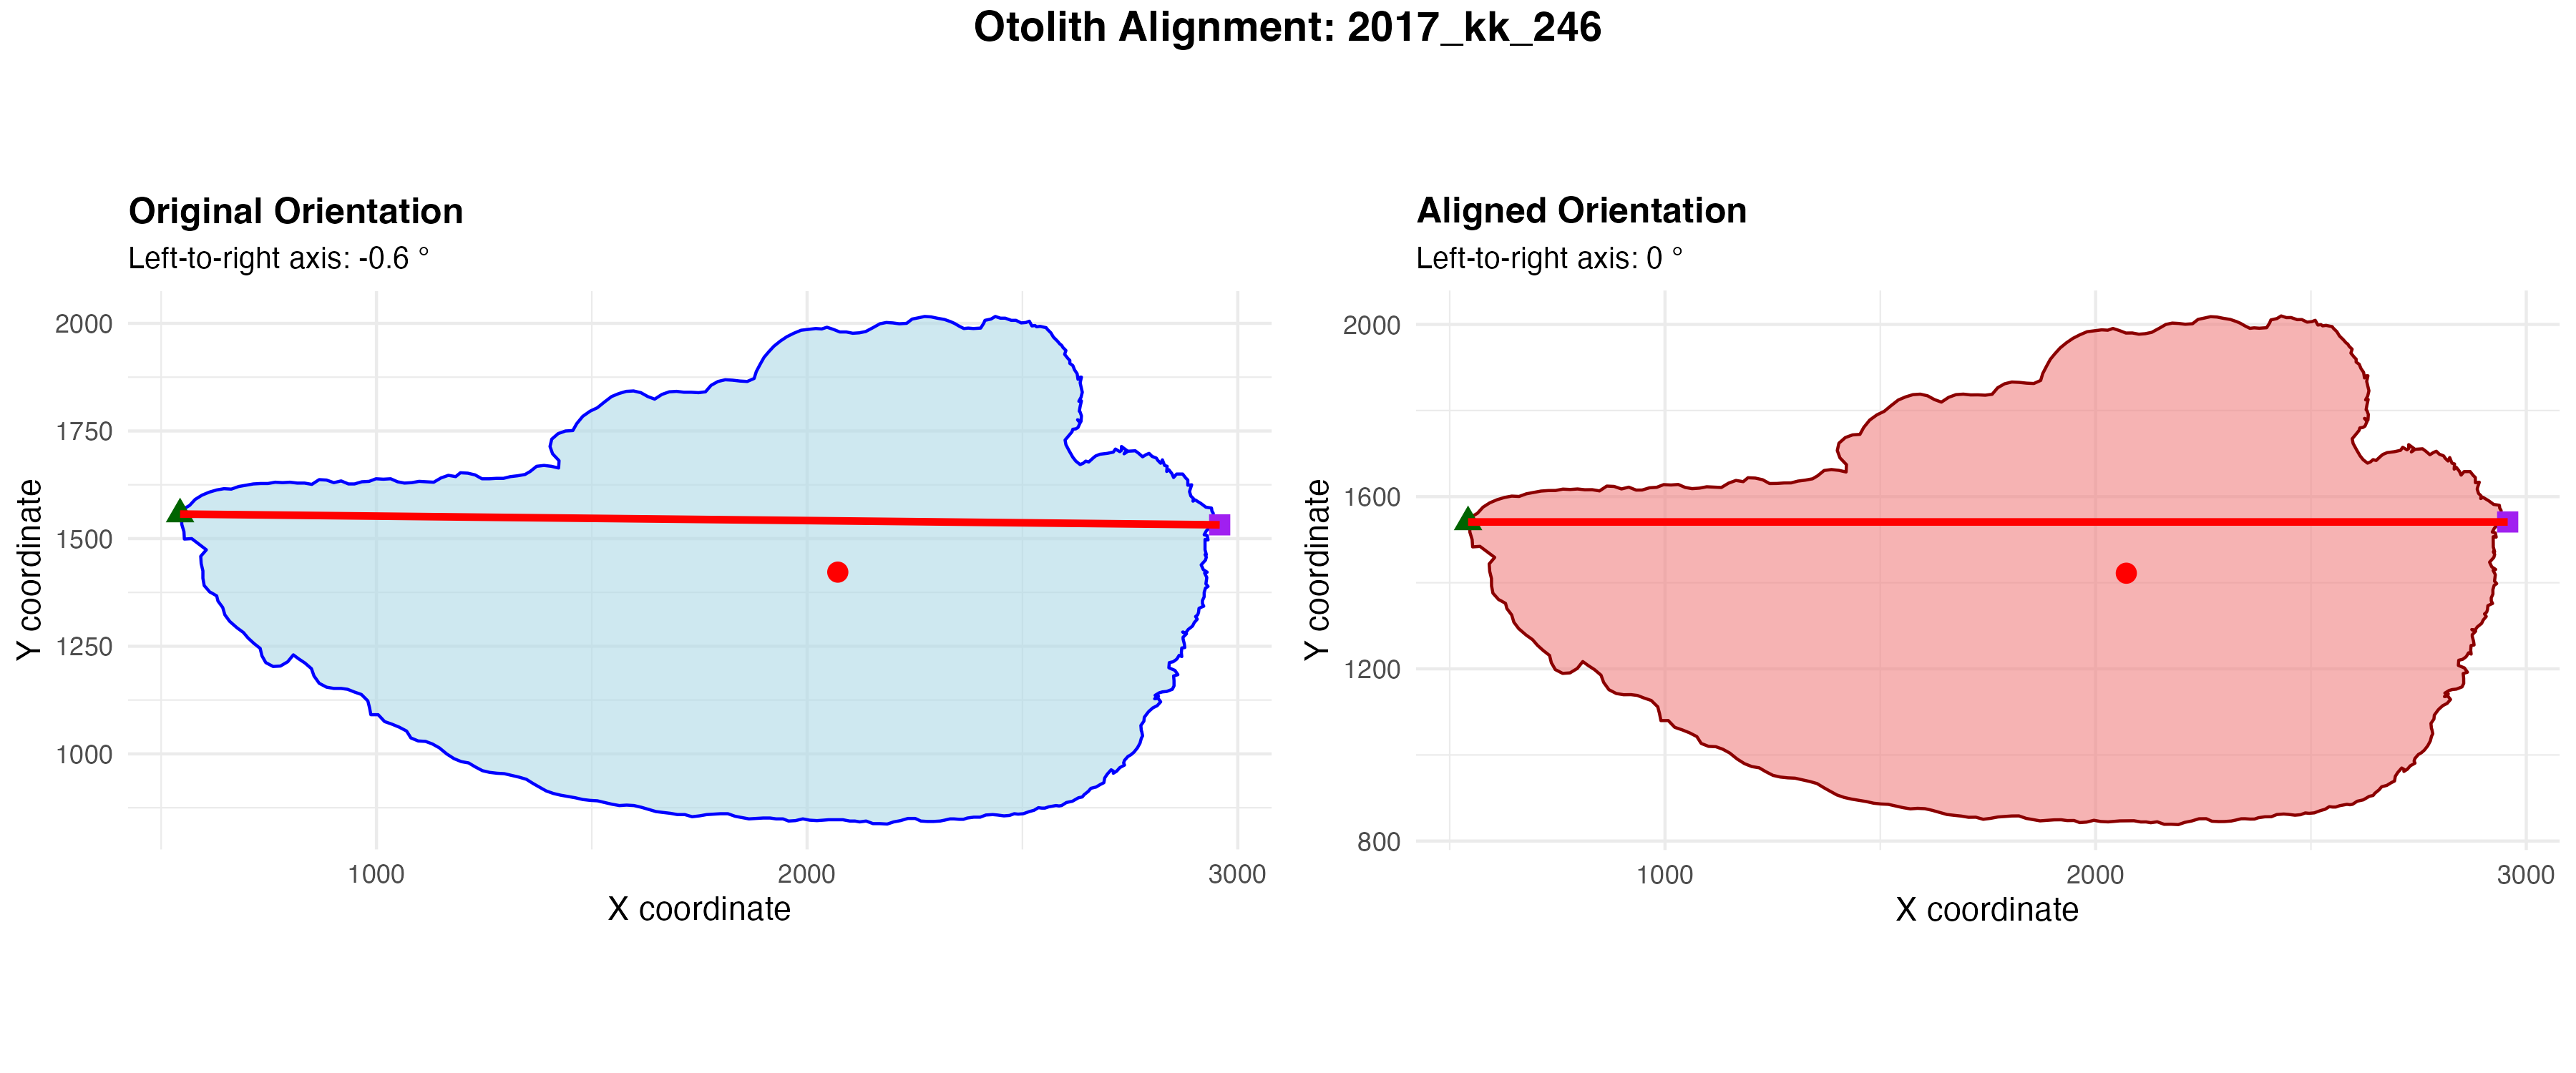 Otolith Alignment: 2017_kk_246
Original Orientation
Left-to-right axis: -0.6 °
2000
1750
1500
1250
1000
Y coordinate
1000
2000
3000
X coordinate
Aligned Orientation
Left-to-right axis: 0 °
2000
1600
1200
800
Y coordinate
1000
2000
3000
X coordinate